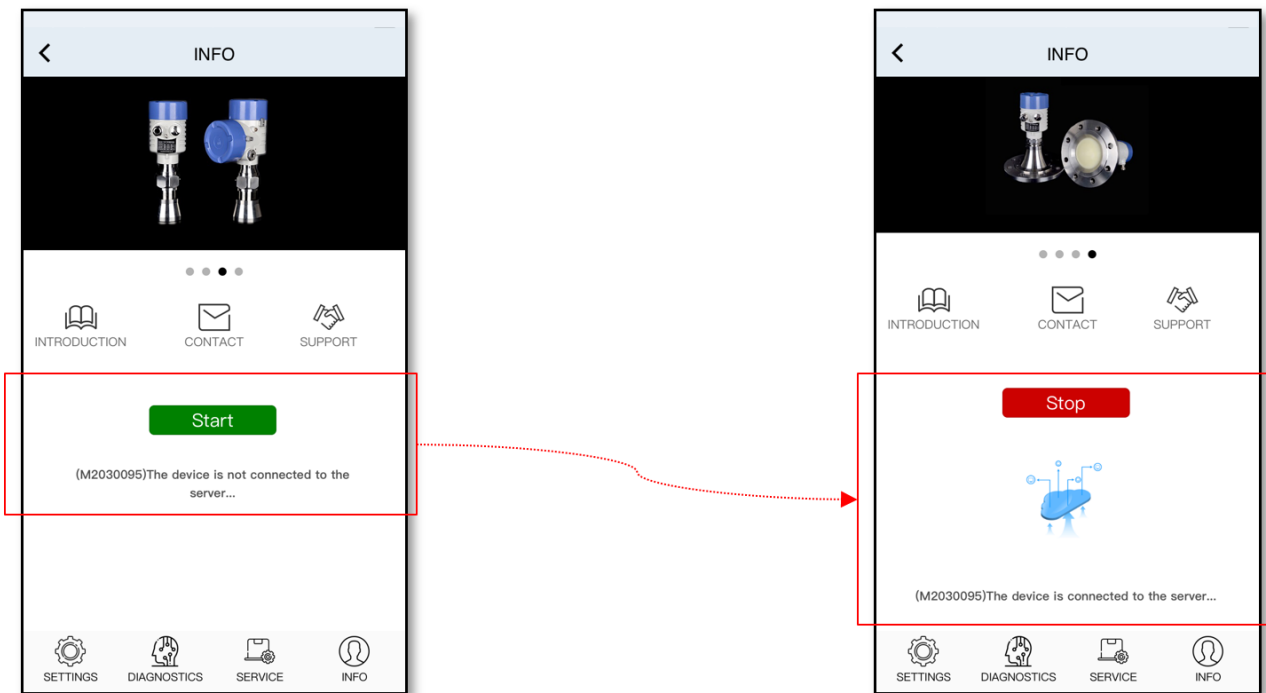 INFO
INTRODUCTION
CONTACT
SUPPORT
Start
(M2030095)The device is not connected to the
server...
SETTINGS
DIAGNOSTICS
SERVICE
INFO
INFO
INTRODUCTION
CONTACT
SUPPORT
Stop
(M2030095)The device is connected to the server...
SETTINGS
DIAGNOSTICS
SERVICE
INFO